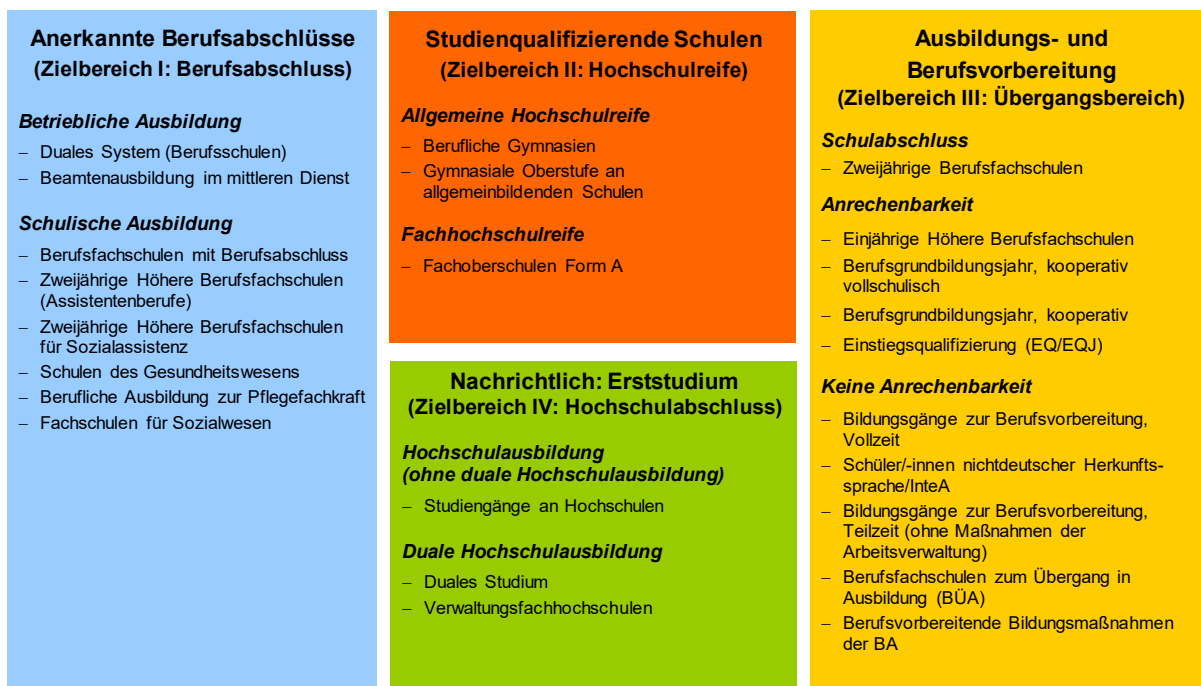 Anerkannte Berufsabschlüsse
(Zielbereich I: Berufsabschluss)
Betriebliche Ausbildung
– Duales System (Berufsschulen)
– Beamtenausbildung im mittleren Dienst
Schulische Ausbildung
– Berufsfachschulen mit Berufsabschluss
– Zweijährige Höhere Berufsfachschulen
(Assistentenberufe)
– Zweijährige Höhere Berufsfachschulen
für Sozialassistenz
– Schulen des Gesundheitswesens
– Berufliche Ausbildung zur Pflegefachkraft
– Fachschulen für Sozialwesen
Studienqualifizierende Schulen
(Zielbereich II: Hochschulreife)
Allgemeine Hochschulreife
– Berufliche Gymnasien
– Gymnasiale Oberstufe an
allgemeinbildenden Schulen
Fachhochschulreife
– Fachoberschulen Form A
Nachrichtlich: Erststudium
(Zielbereich IV: Hochschulabschluss)
Hochschulausbildung
(ohne duale Hochschulausbildung)
– Studiengänge an Hochschulen
Duale Hochschulausbildung
– Duales Studium
– Verwaltungsfachhochschulen
Ausbildungs- und
Berufsvorbereitung
(Zielbereich III: Übergangsbereich)
Schulabschluss
– Zweijährige Berufsfachschulen
Anrechenbarkeit
– Einjährige Höhere Berufsfachschulen
– Berufsgrundbildungsjahr, kooperativ
vollschulisch
– Berufsgrundbildungsjahr, kooperativ
– Einstiegsqualifizierung (EQ/EQJ)
Keine Anrechenbarkeit
– Bildungsgänge zur Berufsvorbereitung,
Vollzeit
– Schüler/-innen nichtdeutscher Herkunfts-
sprache/InteA
– Bildungsgänge zur Berufsvorbereitung,
Teilzeit (ohne Maßnahmen der
Arbeitsverwaltung)
– Berufsfachschulen zum Übergang in
Ausbildung (BÜA)
– Berufsvorbereitende Bildungsmaßnahmen
der BA